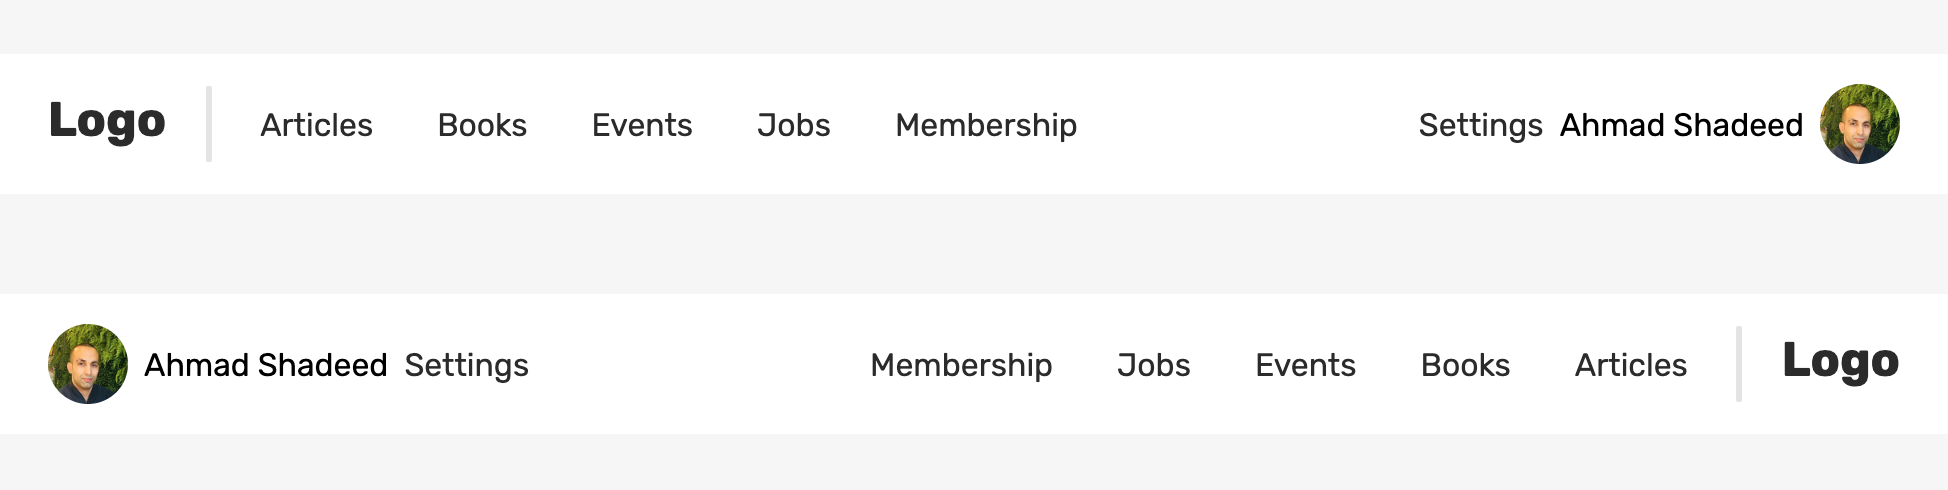 Logo Articles Books Events Jobs Membership Settings Ahmad Shadeed
Ahmad Shadeed Settings Membership Jobs Events Books Articles Logo